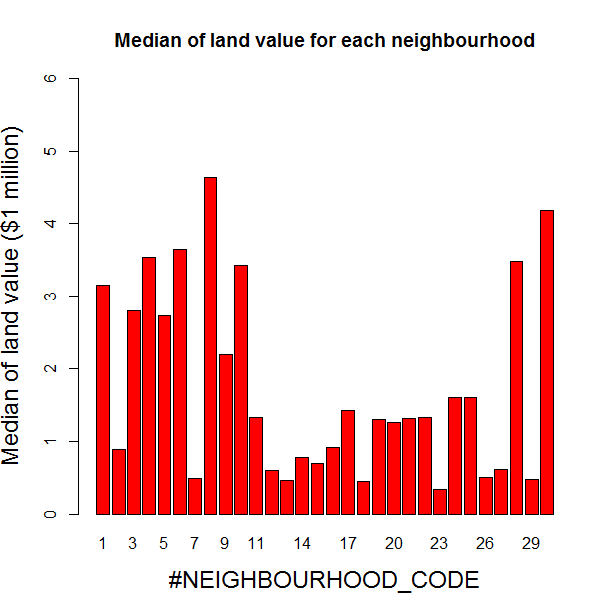 Median of land value for each neighbourhood
6
5
4
3
2
1
0
Median of land value ($1 million)
1 3 5 7 9 11 14 17 20 23 26 29
#NEIGHBOURHOOD_CODE